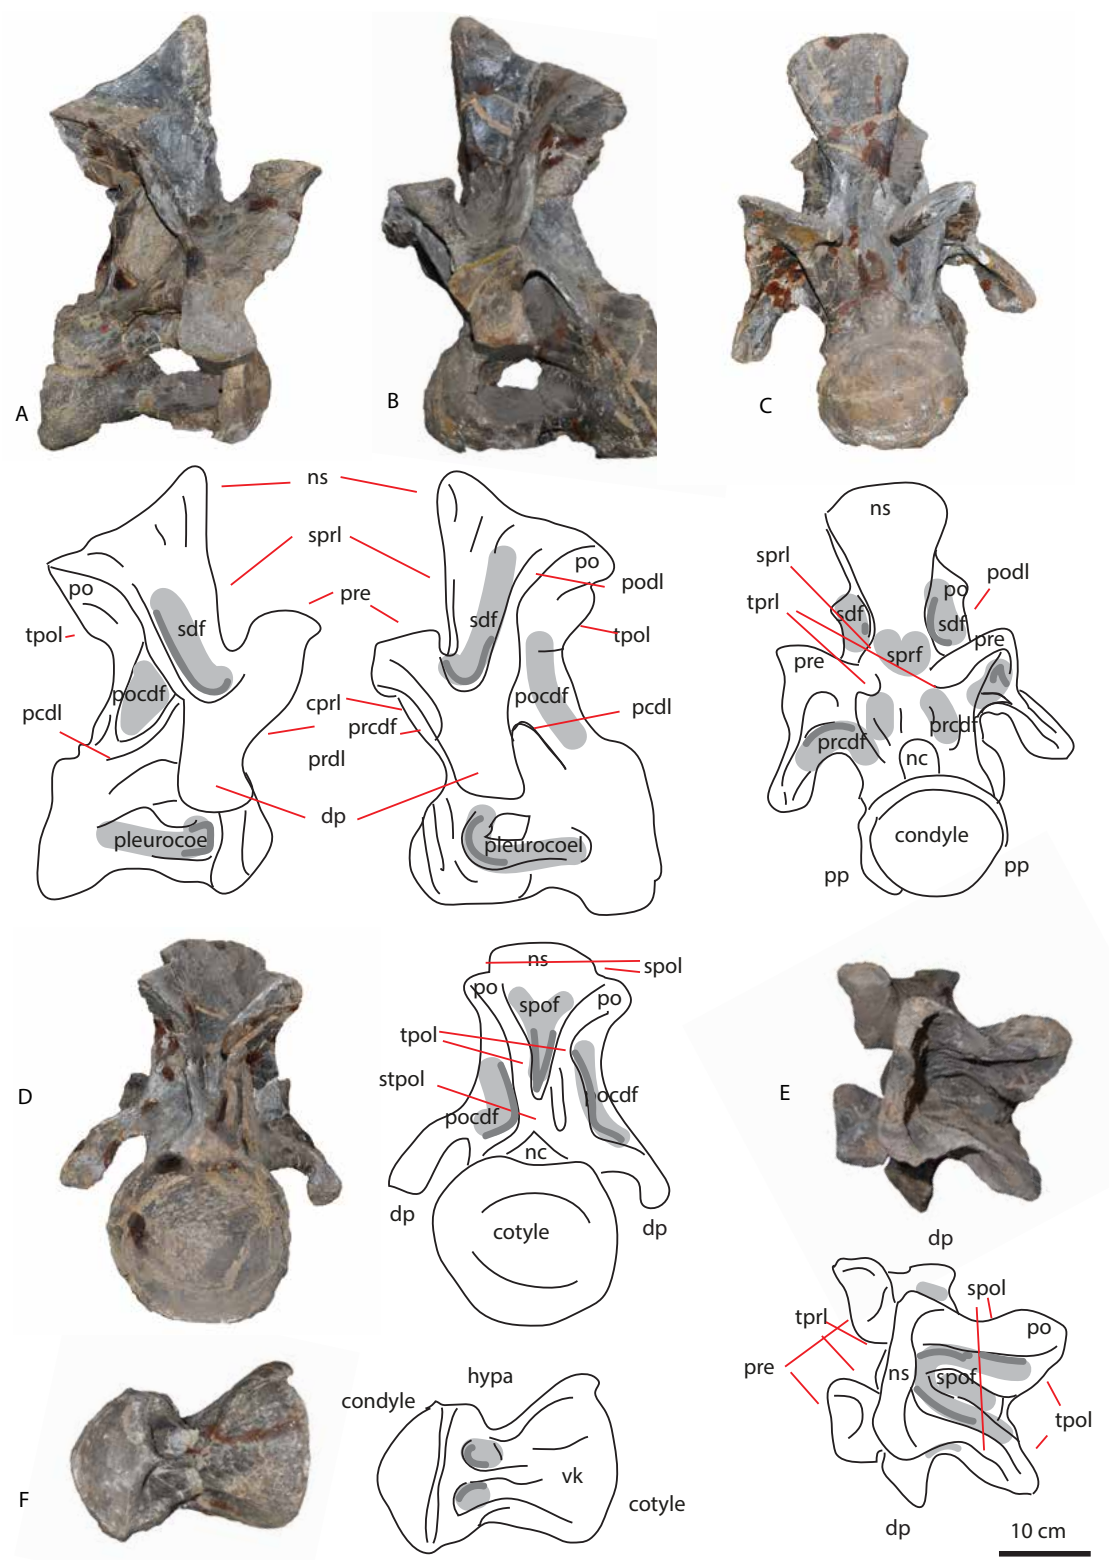 A
B
C
ns
sprl
pre
po
sdf
tpol
pocdf
pcdl
pleurocoe
cprl
prcdf
prdl
dp
sdf
po
podl
tpol
pocdf
pcdl
pleurocoel
ns
sprl
tprl
podl
po
sdf
sdf
sprf
pre
pre
prcdf
prcdf
nc
condyle
pp
pp
D
ns
spol
po
po
spof
tpol
stpol
pocdf
pocdf
nc
dp
dp
cotyle
E
dp
spol
tprl
po
pre
ns
spof
tpol
dp
10 cm
F
condyle
hypa
vk
cotyle